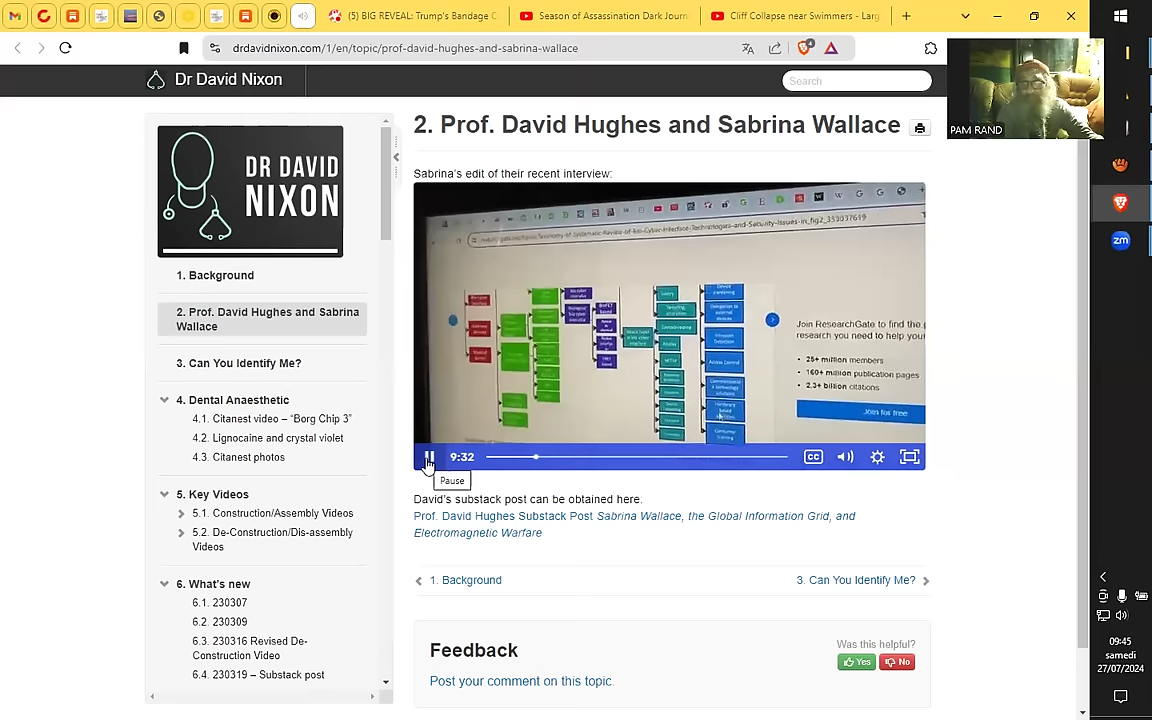 (5) BIG REVEAL: Trump's Bandage C
Season of Assassination Dark Journ
Cliff Collapse near Swimmers - Larg
drdavidnixon.com/1/en/topic/prof-david-hughes-and-sabrina-wallace
4
Dr David Nixon
Search
PAM RAND
DR DAVID
NIXON
1. Background
2. Prof. David Hughes and Sabrina
Wallace
3. Can You Identify Me?
4. Dental Anaesthetic
4.1. Citanest video – “Borg Chip 3”
4.2. Lignocaine and crystal violet
4.3. Citanest photos
5. Key Videos
5.1. Construction/Assembly Videos
5.2. De-Construction/Dis-assembly
Videos
6. What’s new
6.1. 230307
6.2. 230309
6.3. 230316 Revised De-
Construction Video
6.4. 230319 – Substack post
2. Prof. David Hughes and Sabrina Wallace
Sabrina’s edit of their recent interview:
Join ResearchGate to find the
research you need to help your
• 25+ million members
• 160+ million publication pages
• 2.3+ billion citations
Join for free
9:32
CC
Pause
David’s substack post can be obtained here:
Prof. David Hughes Substack Post Sabrina Wallace, the Global Information Grid, and
Electromagnetic Warfare
1. Background
3. Can You Identify Me?
Feedback
Was this helpful?
Yes
No
Post your comment on this topic.
zm
09:45
samedi
27/07/2024